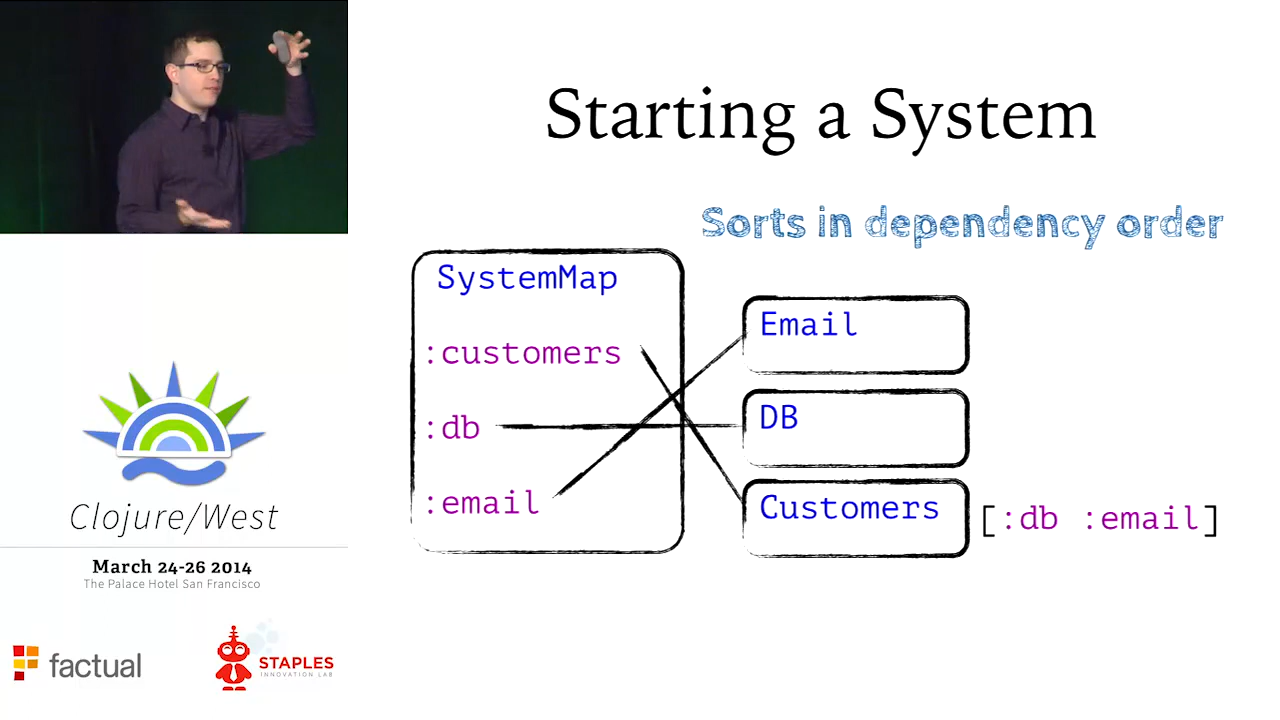 Starting a System
Sorts in dependency order
SystemMap
:customers
:db
:email
Email
DB
Customers
[:db :email]
Clojure/West
March 24-26 2014
The Palace Hotel San Francisco
factual
STAPLES
INNOVATION LAB